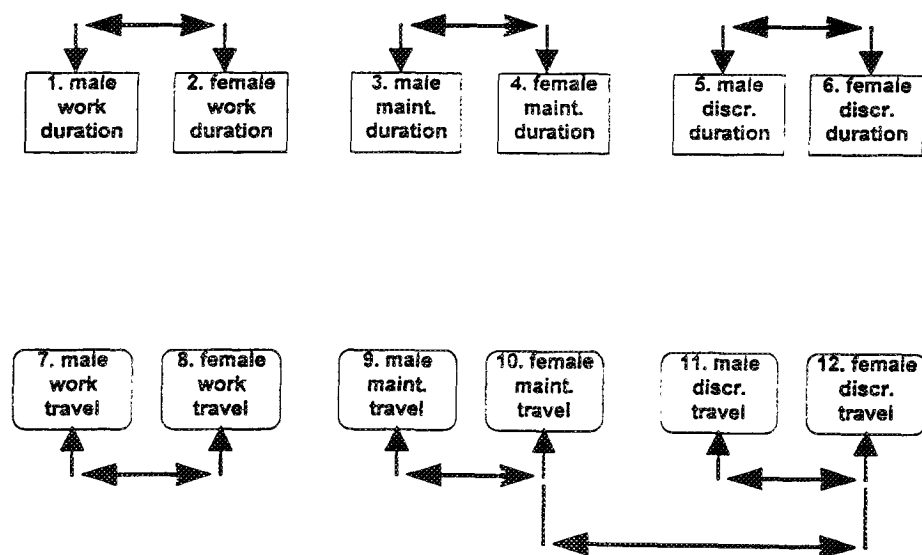 1. male
work
duration
2. female
work
duration
3. male
maint.
duration
4. female
maint.
duration
5. male
discr.
duration
6. female
discr.
duration
7. male
work
travel
8. female
work
travel
9. male
maint.
travel
10. female
maint.
travel
11. male
discr.
travel
12. female
discr.
travel